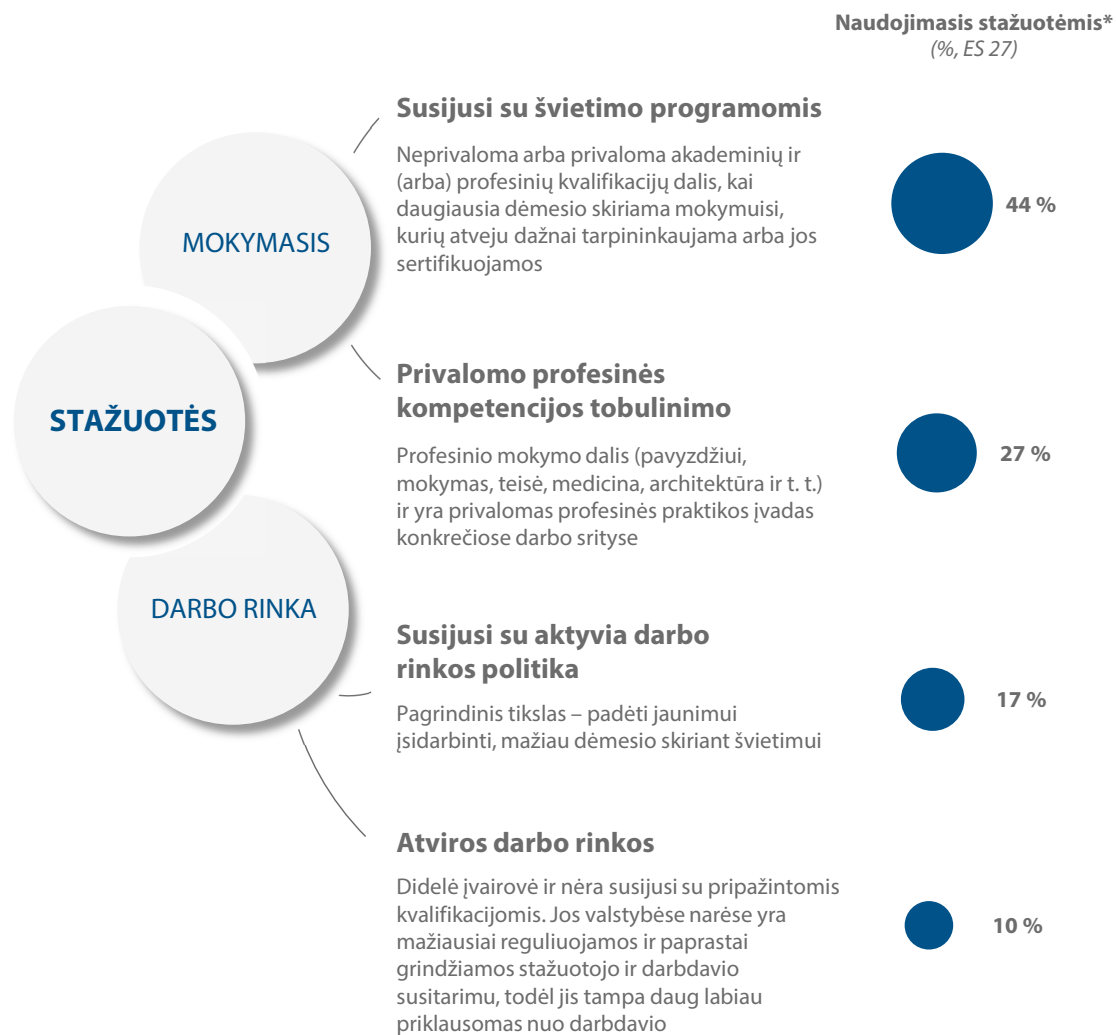 Naudojimasis stažuotėmis*
(%, ES 27)
STAŽUOTĖS
MOKYMASIS
Susijusi su švietimo programomis
Neprivaloma arba privaloma akademinių ir
(arba) profesinių kvalifikacijų dalis, kai
daugiausia dėmesio skiriama mokymuisi,
kurių atveju dažnai tarpininkaujama arba jos
sertifikuojamos
44 %
Privalomo profesinės
kompetencijos tobulinimo
Profesinio mokymo dalis (pavyzdžiui,
mokymas, teisė, medicina, architektūra ir t. t.)
ir yra privalomas profesinės praktikos įvadas
konkrečiose darbo srityse
27 %
DARBO RINKA
Susijusi su aktyvia darbo
rinkos politika
Pagrindinis tikslas – padėti jaunimui
įsidarbinti, mažiau dėmesio skiriant švietimui
17 %
Atviros darbo rinkos
Didelė įvairovė ir nėra susijusi su pripažintomis
kvalifikacijomis. Jos valstybėse narėse yra
mažiausiai reguliuojamos ir paprastai
grindžiamos stažuotojo ir darbdavio
susitarimu, todėl jis tampa daug labiau
priklausomas nuo darbdavio
10 %